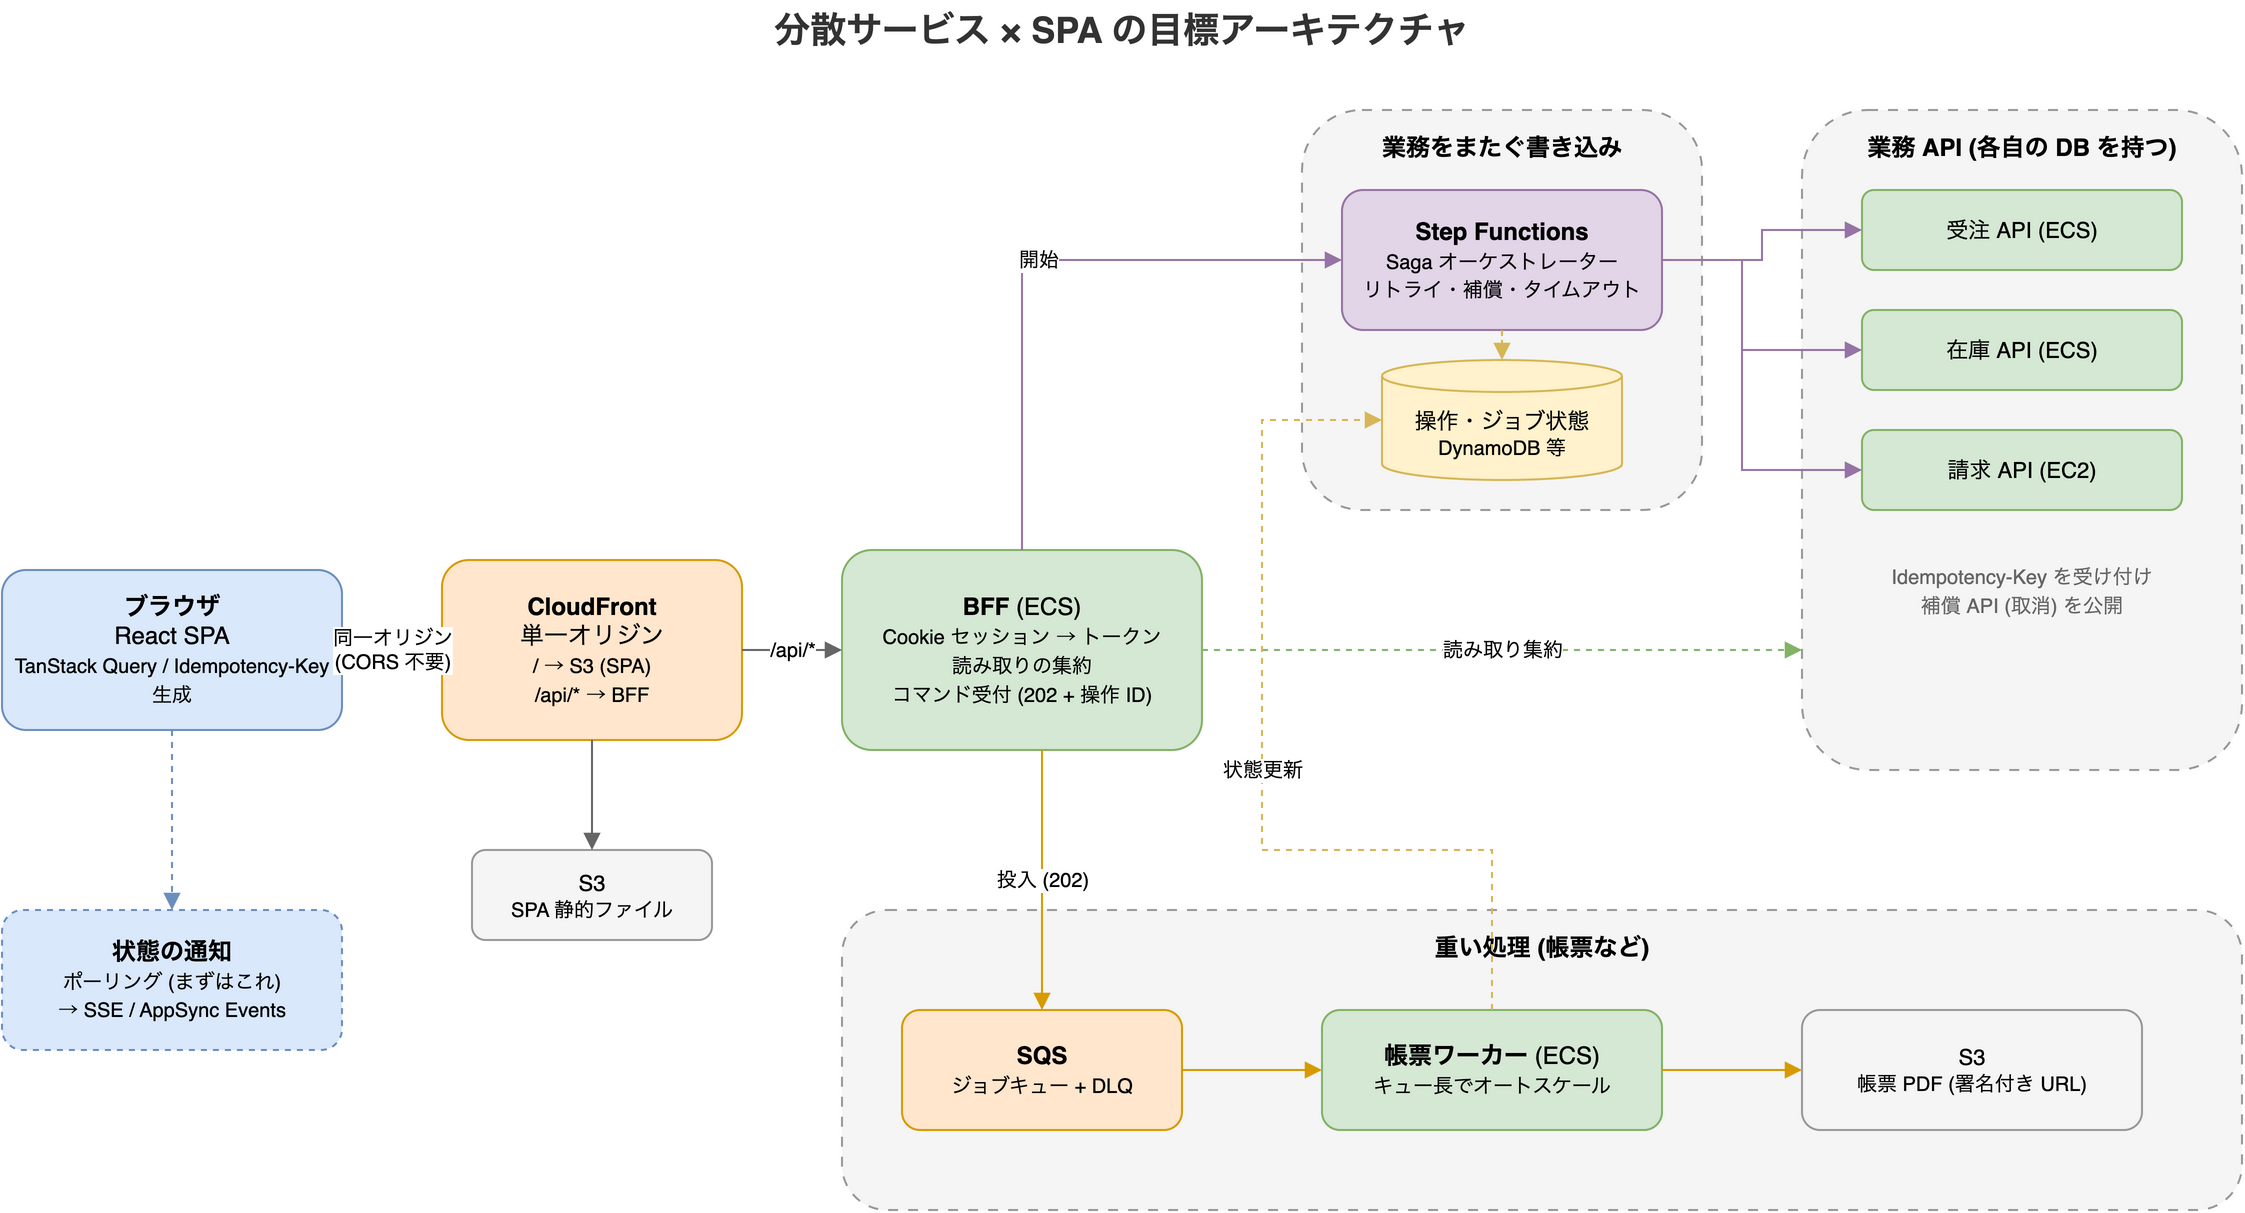 分散サービス × SPA の目標アーキテクチャ
業務をまたぐ書き込み
Step Functions
Saga オーケストレーター
リトライ・補償・タイムアウト
操作・ジョブ状態
DynamoDB 等
業務 API (各自の DB を持つ)
受注 API (ECS)
在庫 API (ECS)
請求 API (EC2)
Idempotency-Key を受け付け
補償 API (取消) を公開
開始
ブラウザ
React SPA
TanStack Query / Idempotency-Key
生成
同一オリジン
(CORS 不要)
CloudFront
単一オリジン
/ → S3 (SPA)
/api/* → BFF
/api/*
BFF (ECS)
Cookie セッション → トークン
読み取りの集約
コマンド受付 (202 + 操作 ID)
読み取り集約
状態更新
投入 (202)
S3
SPA 静的ファイル
状態の通知
ポーリング (まずはこれ)
→ SSE / AppSync Events
重い処理 (帳票など)
SQS
ジョブキュー + DLQ
帳票ワーカー (ECS)
キュー長でオートスケール
S3
帳票 PDF (署名付き URL)